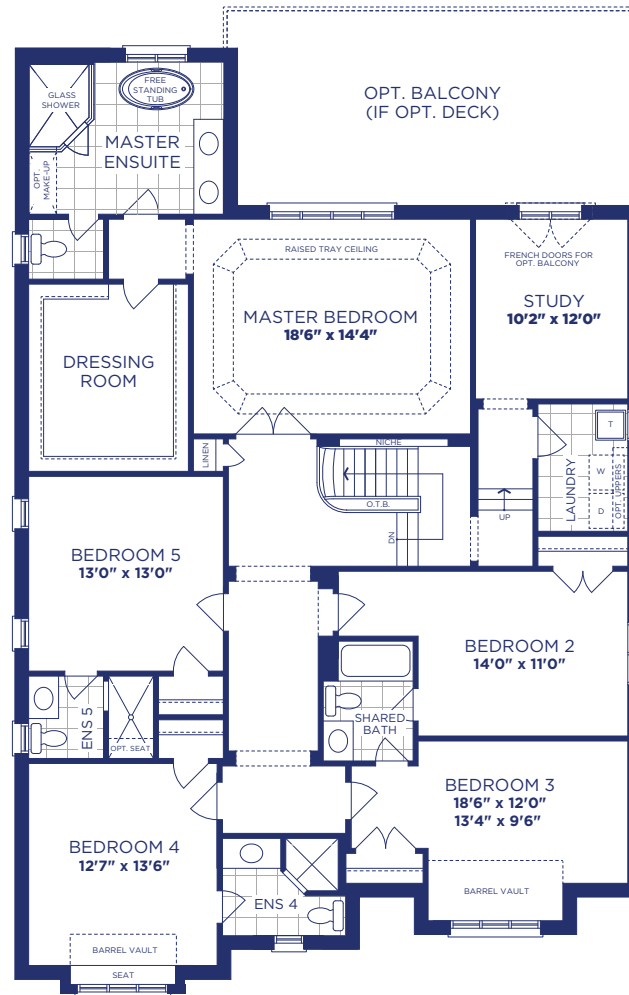 OPT. BALCONY
(IF OPT. DECK)
FREE
STANDING
TUB
GLASS
SHOWER
MASTER
ENSUITE
OPT.
MAKE-UP
RAISED TRAY CEILING
FRENCH DOORS FOR
OPT. BALCONY
MASTER BEDROOM
18'6" x 14'4"
STUDY
10'2" x 12'0"
DRESSING
ROOM
LINEN
NICHE
O.T.B.
DN
UP
LAUNDRY
T
W
D
OPT. UPPERS
BEDROOM 5
13'0" x 13'0"
BEDROOM 2
14'0" x 11'0"
ENS 5
OPT. SEAT
SHARED
BATH
BEDROOM 3
18'6" x 12'0"
13'4" x 9'6"
BARREL VAULT
BEDROOM 4
12'7" x 13'6"
ENS 4
BARREL VAULT
SEAT